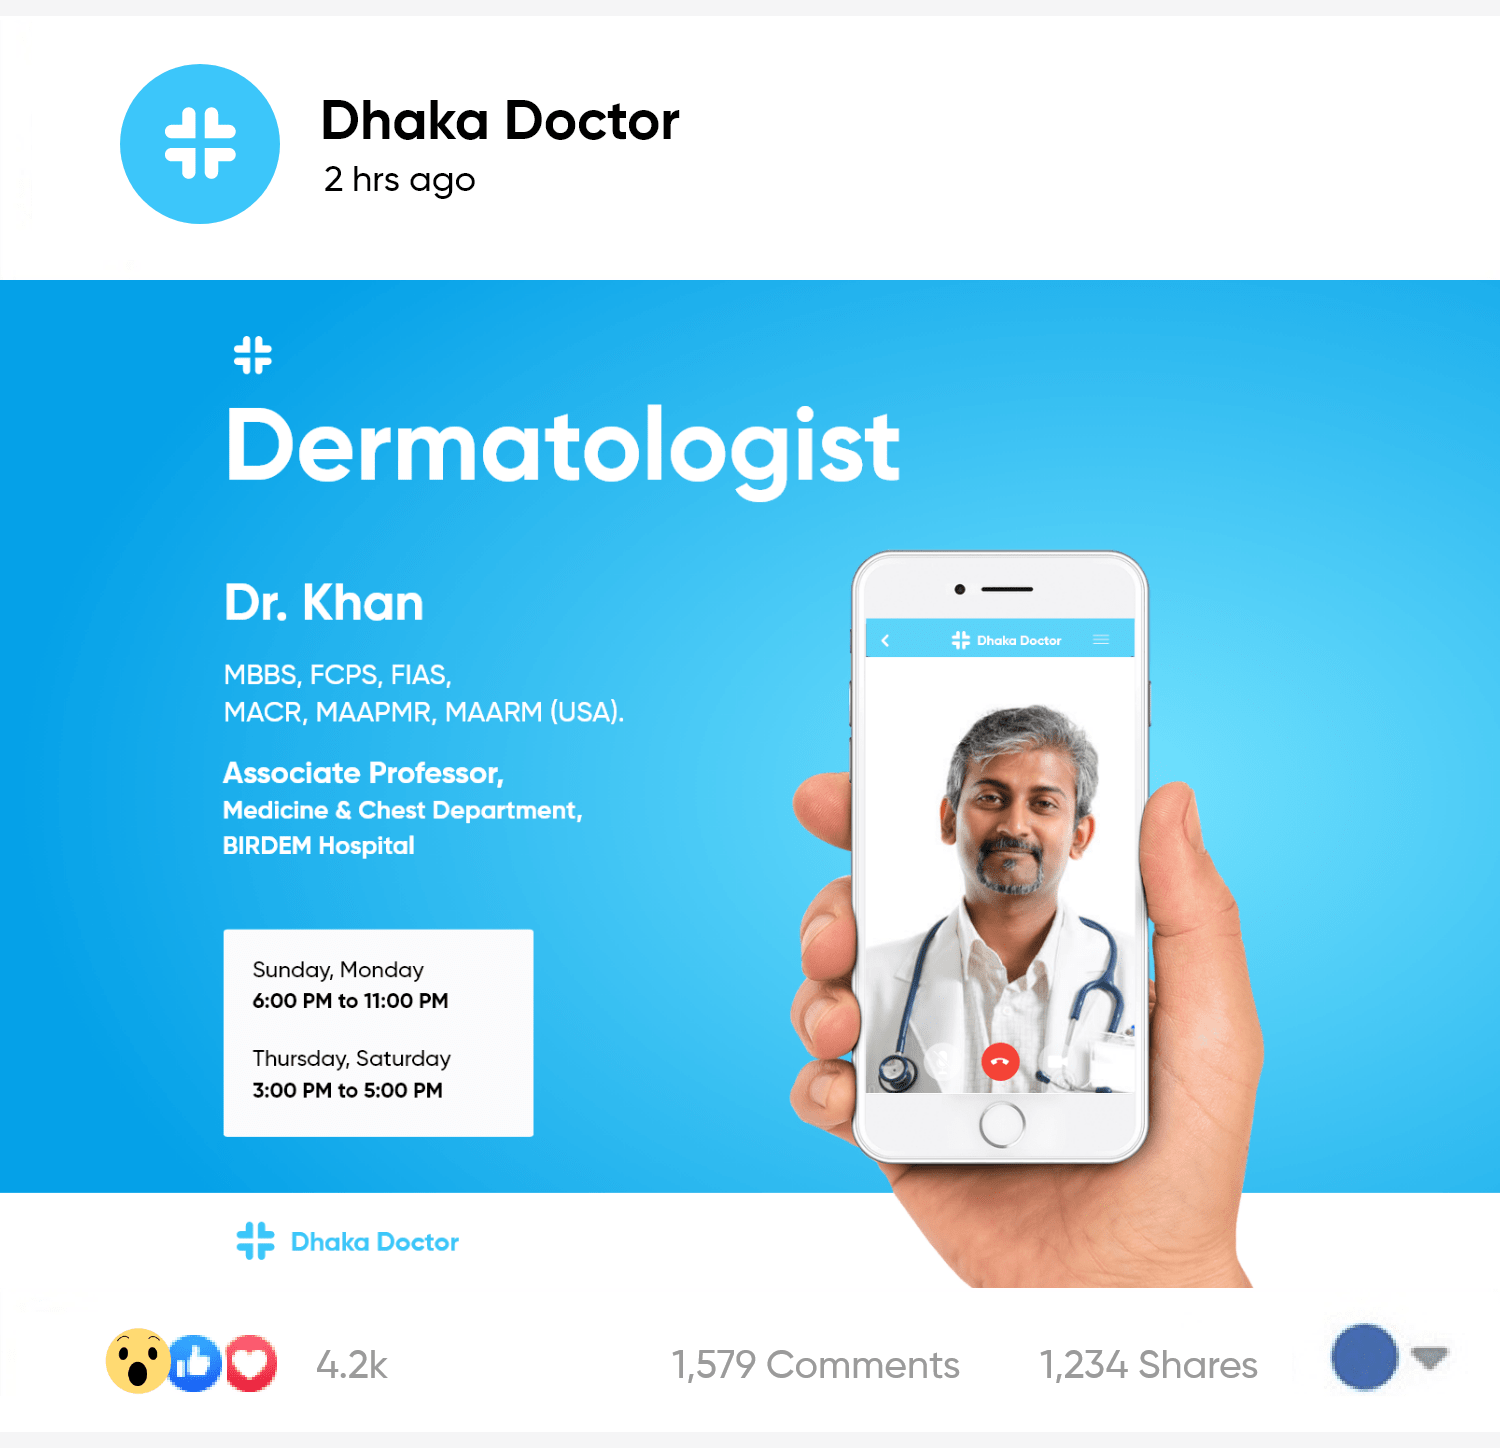 Dhaka Doctor
2 hrs ago
Dermatologist
Dr. Khan
MBBS, FCPS, FIAS,
MACR, MAAPMR, MAARM (USA).
Associate Professor,
Medicine & Chest Department,
BIRDEM Hospital
Sunday, Monday
6:00 PM to 11:00 PM
Thursday, Saturday
3:00 PM to 5:00 PM
Dhaka Doctor
Dhaka Doctor
4.2k
1,579 Comments
1,234 Shares